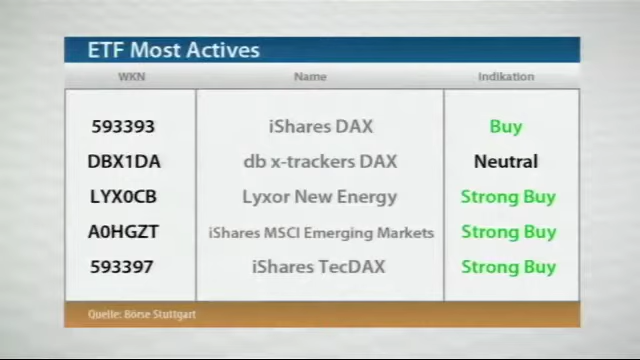 ETF Most Actives
WKN Name Indikation
593393 iShares DAX Buy
DBX1DA db x-trackers DAX Neutral
LYX0CB Lyxor New Energy Strong Buy
A0HGZT iShares MSCI Emerging Markets Strong Buy
593397 iShares TecDAX Strong Buy
Quelle: Börse Stuttgart